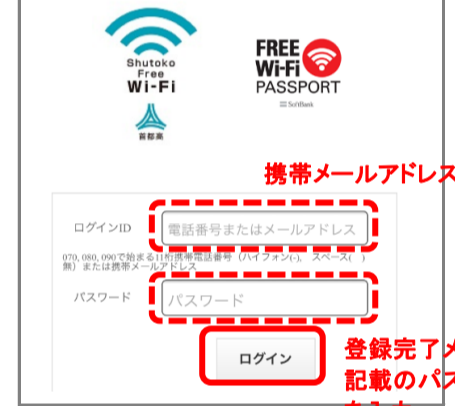 Shutoko
Free
Wi-Fi
首都高
FREE
Wi-Fi
PASSPORT
SoftBank
携帯メールアドレス
ログインID
電話番号またはメールアドレス
070, 080, 090で始まる11桁携帯電話番号（ハイフォン(-)、スペース( )
無）または携帯メールアドレス
パスワード
パスワード
ログイン
登録完了メ
記載のパス